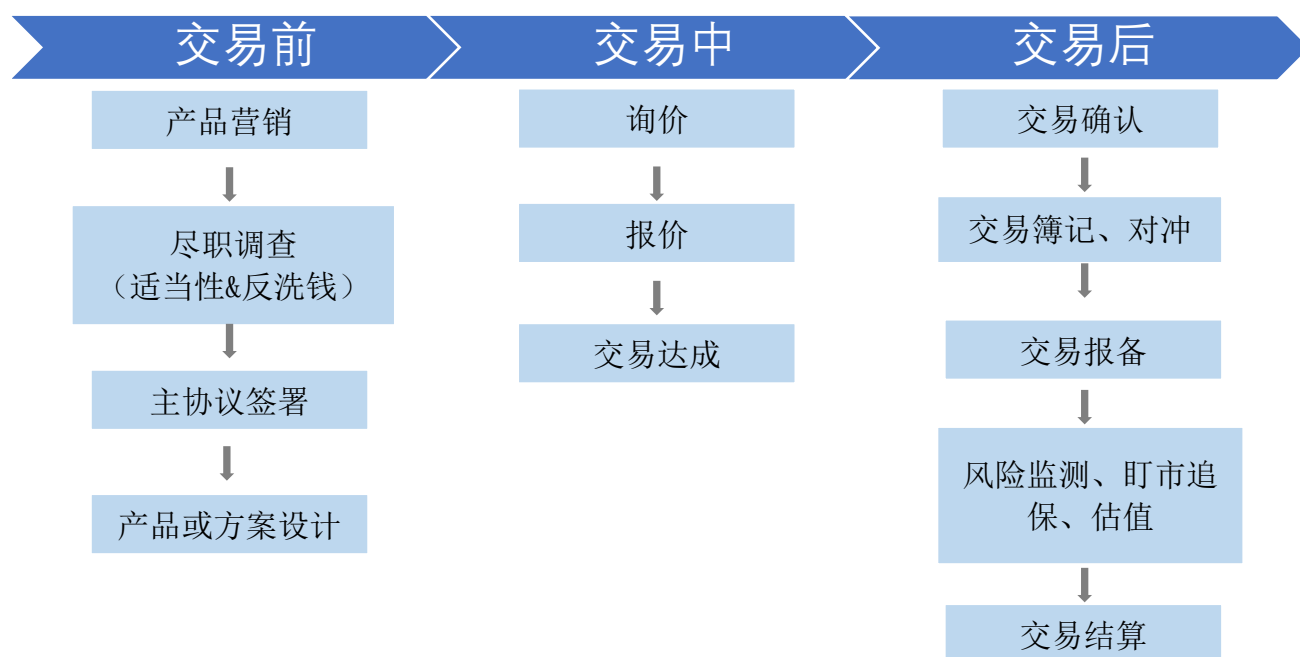 交易前
交易中
交易后
产品营销
尽职调查
（适当性&反洗钱）
主协议签署
产品或方案设计
询价
报价
交易达成
交易确认
交易簿记、对冲
交易报备
风险监测、盯市追
保、估值
交易结算